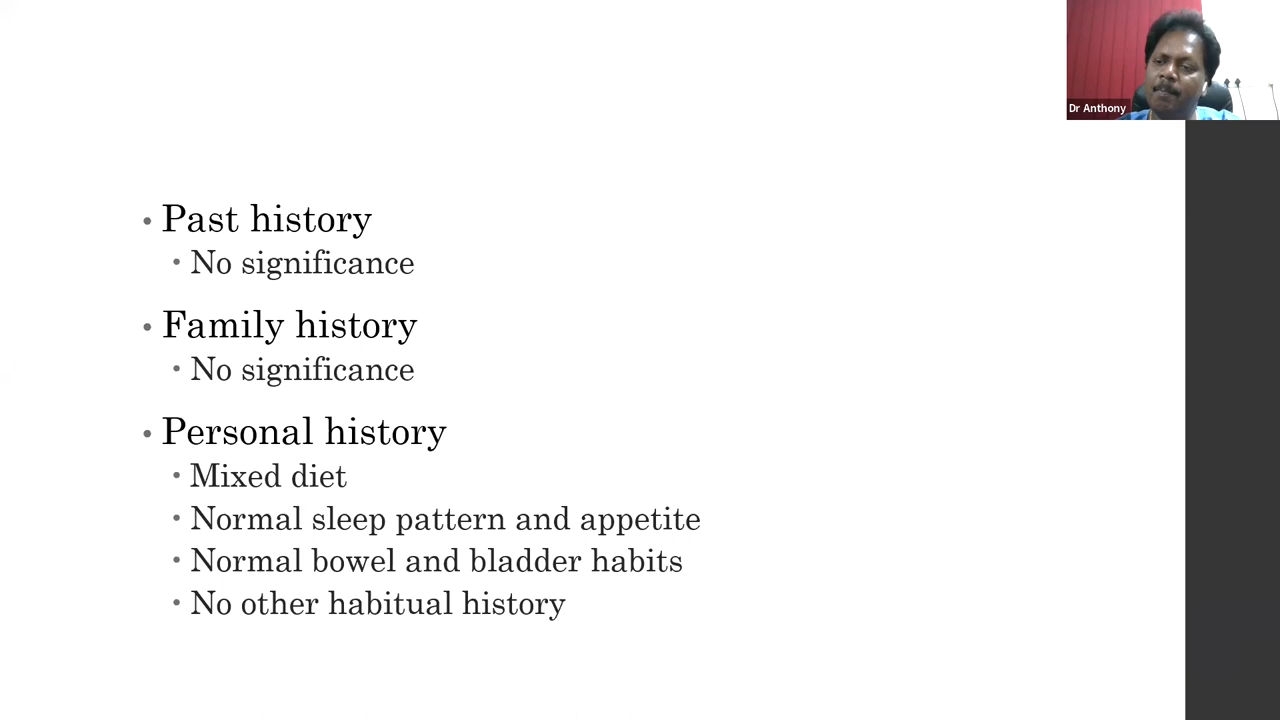 Dr Anthony
• Past history
• No significance
• Family history
• No significance
• Personal history
• Mixed diet
• Normal sleep pattern and appetite
• Normal bowel and bladder habits
• No other habitual history